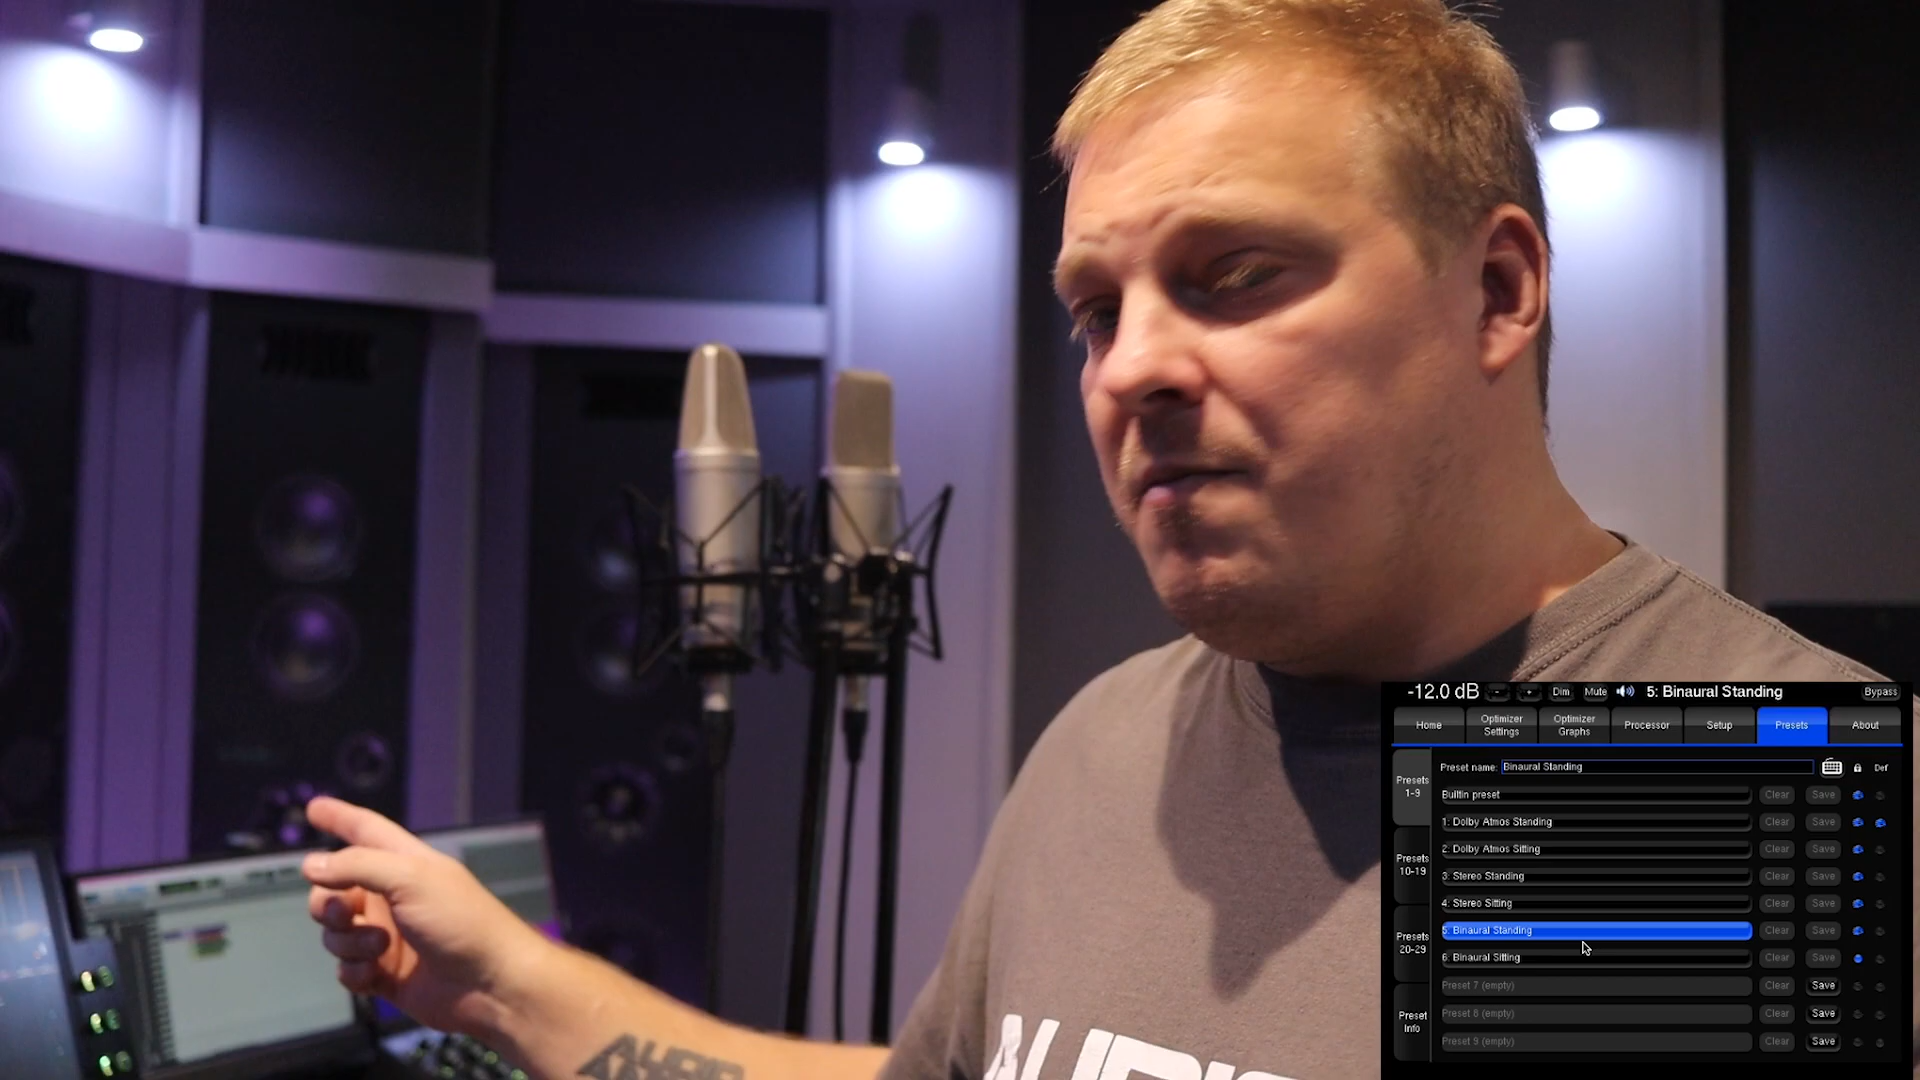 -12.0 dB - + Dim Mute 5: Binaural Standing Bypass
Home Optimizer Settings Optimizer Graphs Processor Setup Presets About
Preset name: Binaural Standing Def
Presets 1-9
Builtin preset Clear Save
1: Dolby Atmos Standing Clear Save
2: Dolby Atmos Sitting Clear Save
Presets 10-19
3: Stereo Standing Clear Save
4: Stereo Sitting Clear Save
Presets 20-29
5: Binaural Standing Clear Save
6: Binaural Sitting Clear Save
Preset 7 (empty) Clear Save
Preset Info
Preset 8 (empty) Clear Save
Preset 9 (empty) Clear Save
AUDIO